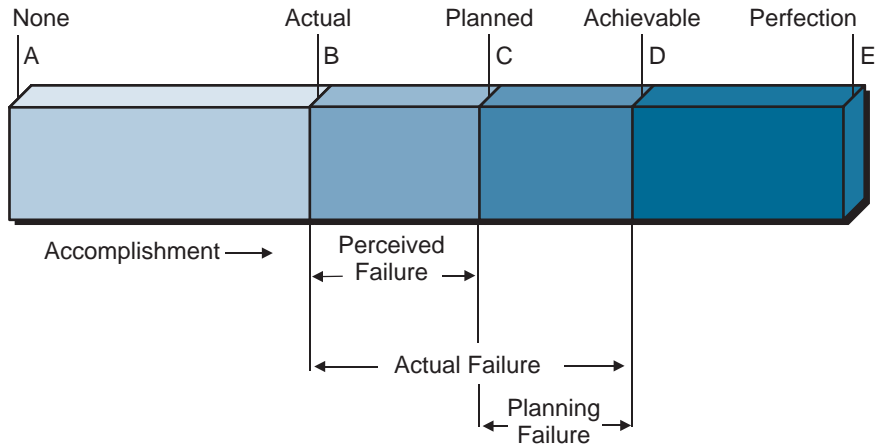 None Actual Planned Achievable Perfection
A B C D E
Accomplishment
Perceived
Failure
Actual Failure
Planning
Failure